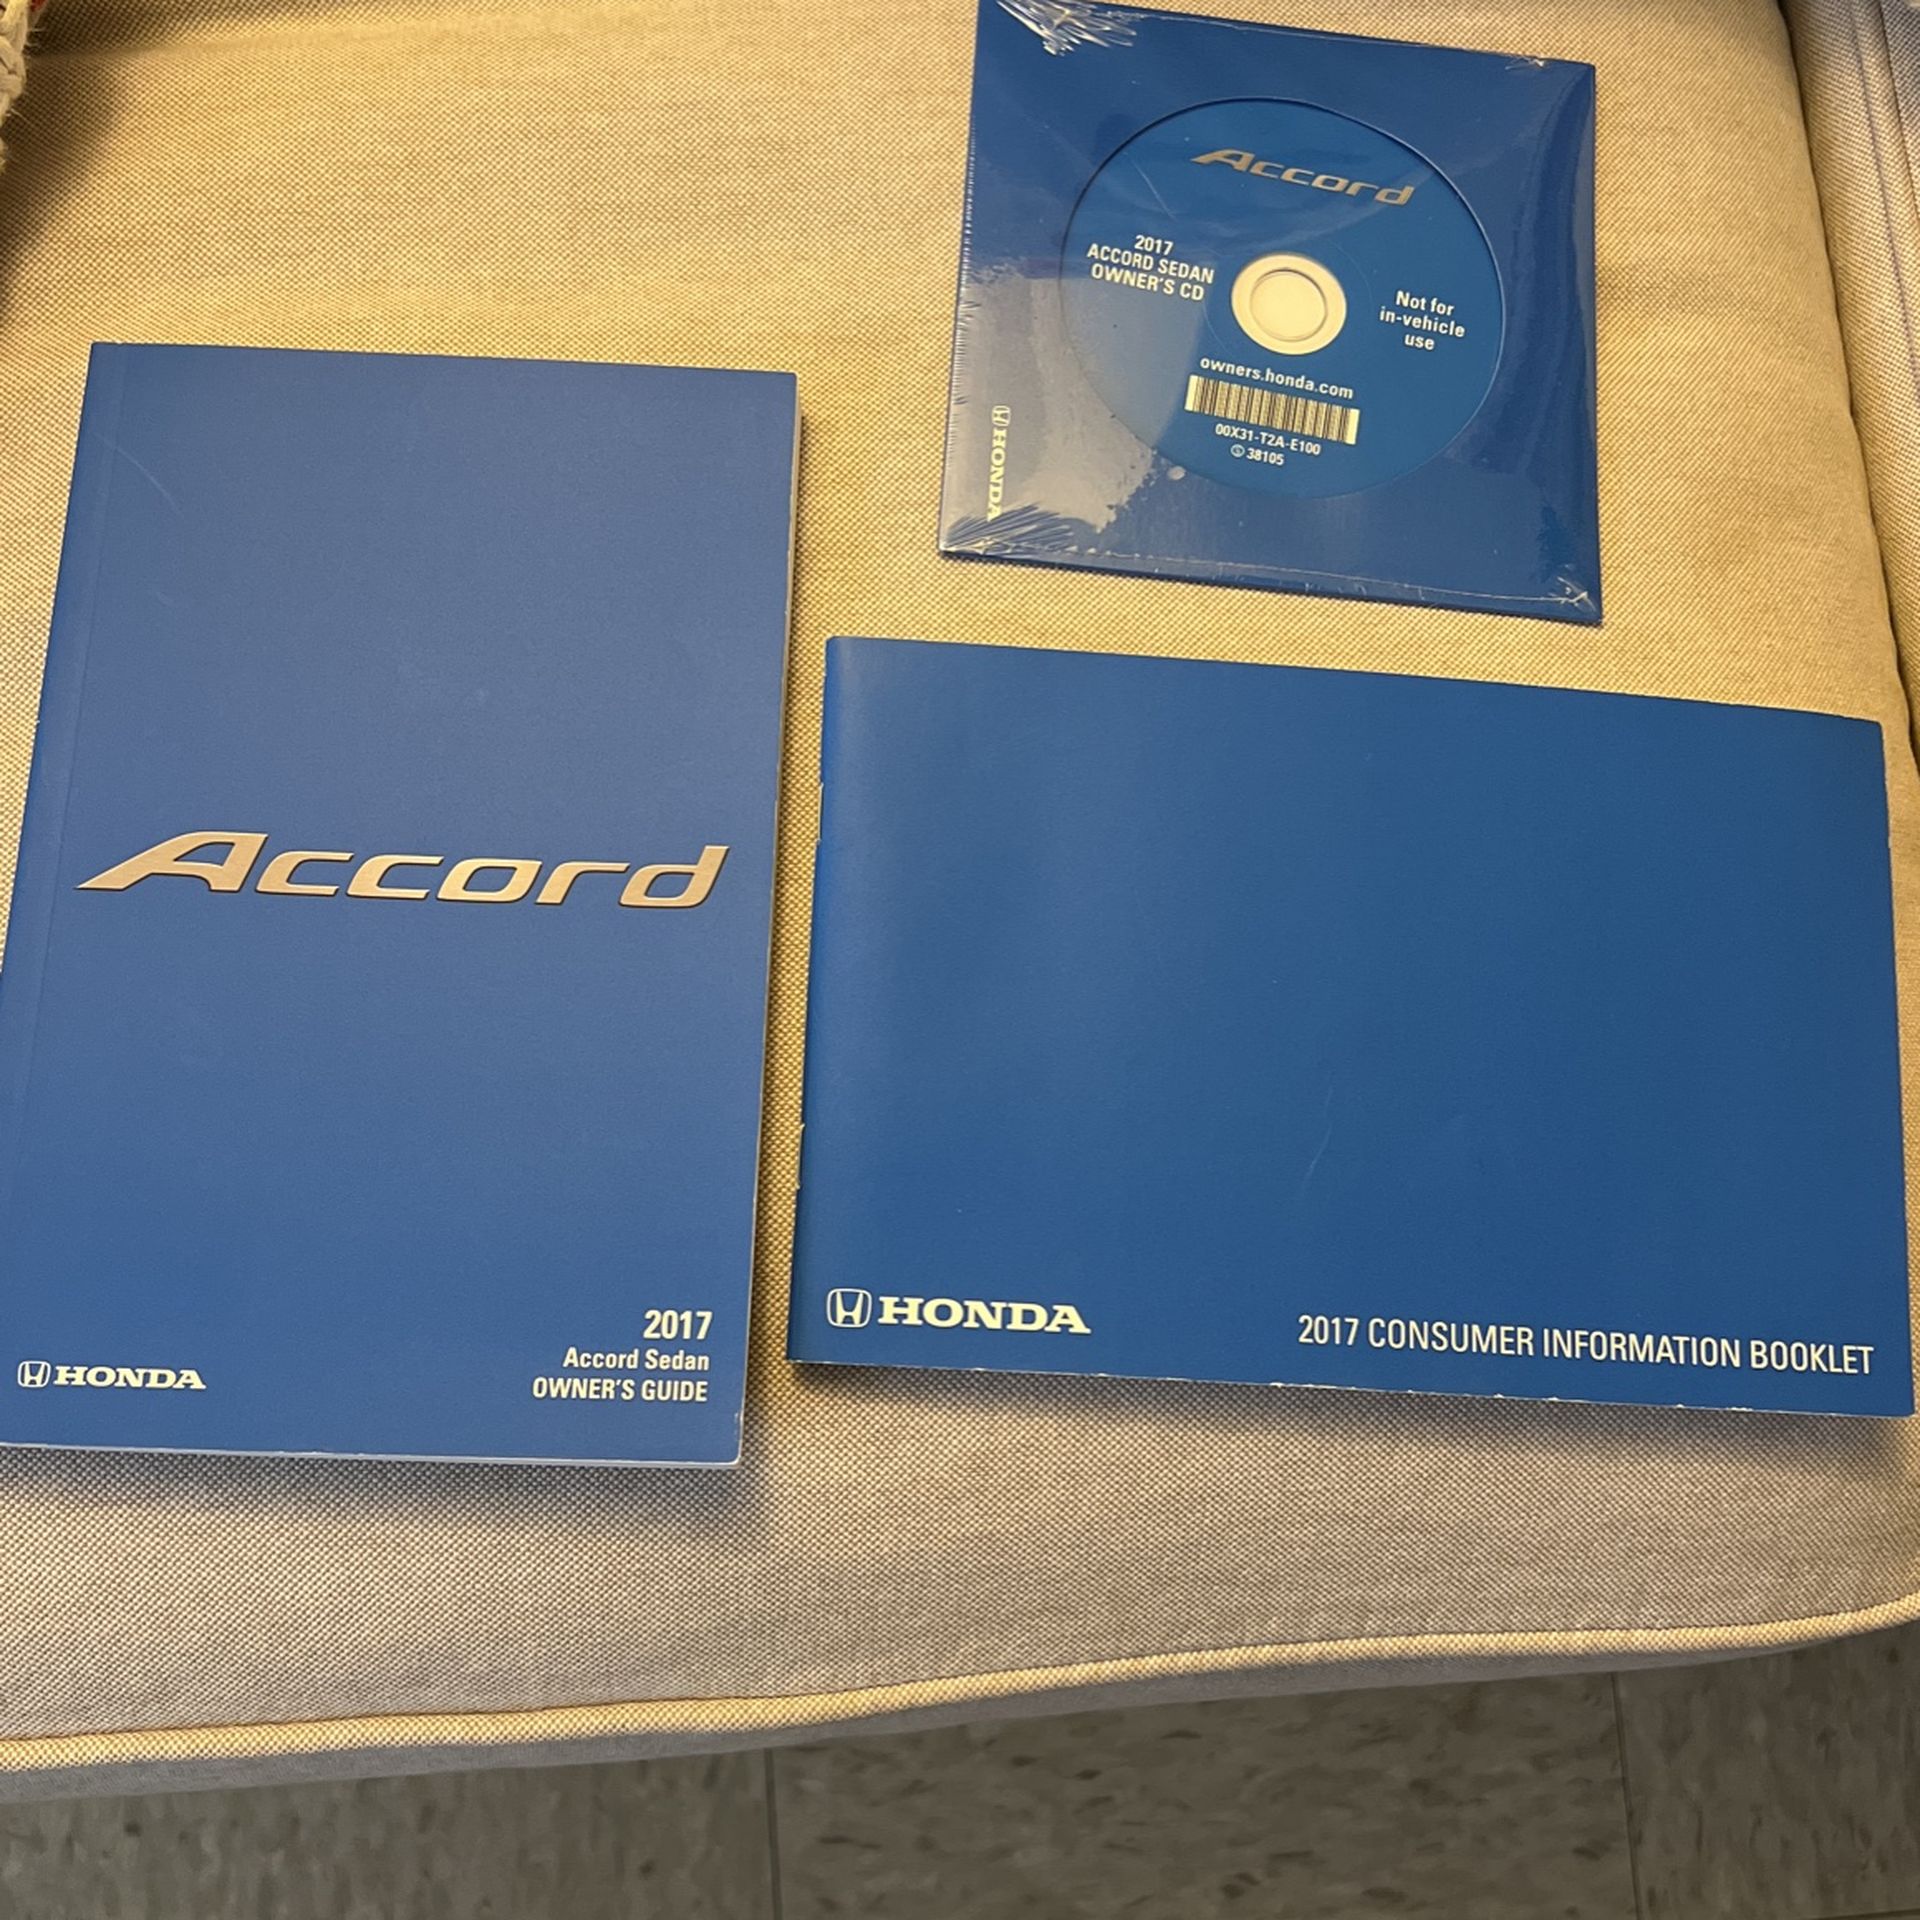 Accord
2017
ACCORD SEDAN
OWNER'S CD
Not for
in-vehicle
use
owners.honda.com
00X31-T2A-E100
Ⓢ 38105
HONDA
Accord
HONDA
2017
Accord Sedan
OWNER'S GUIDE
HONDA
2017 CONSUMER INFORMATION BOOKLET